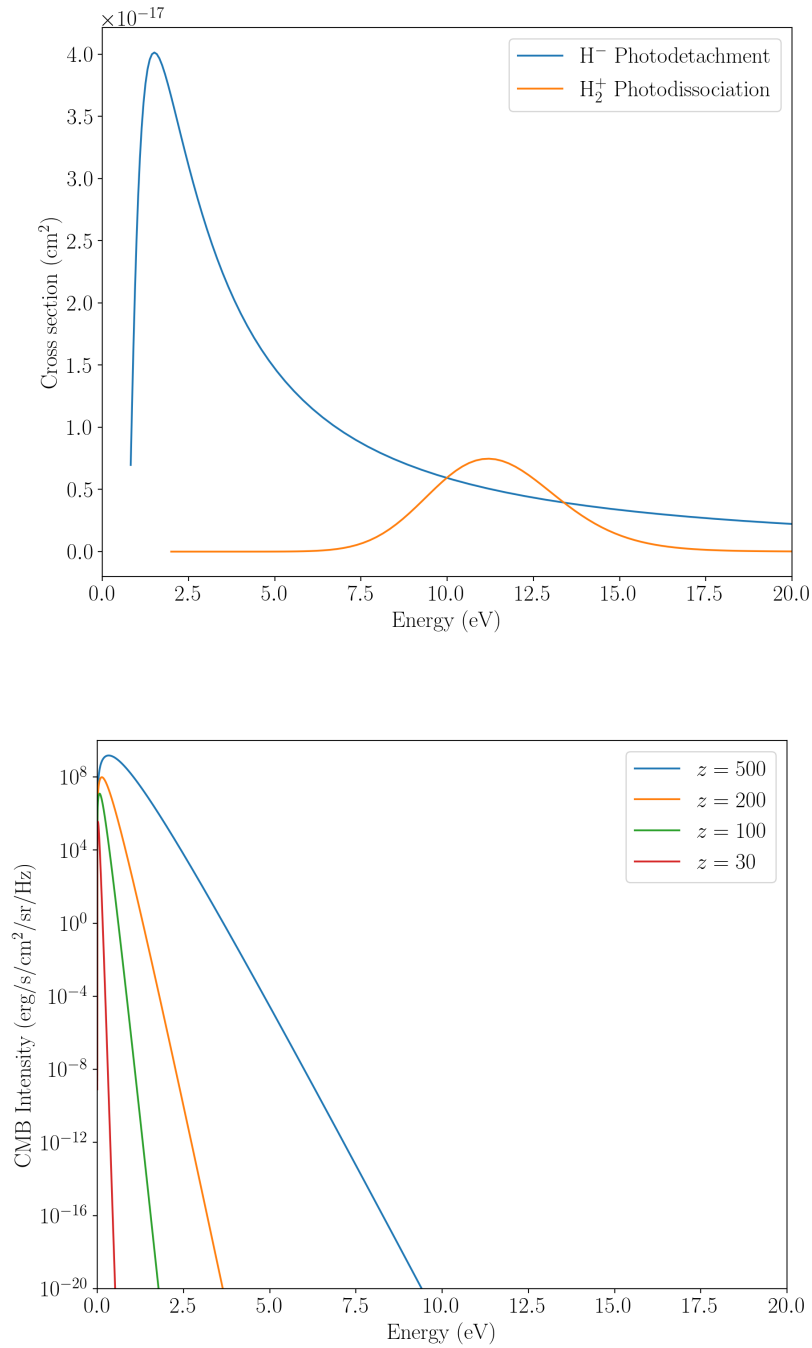 ×10⁻¹⁷
4.0
3.5
3.0
2.5
2.0
1.5
1.0
0.5
0.0
Cross section (cm²)
H⁻ Photodetachment
H₂⁺ Photodissociation
0.0 2.5 5.0 7.5 10.0 12.5 15.0 17.5 20.0
Energy (eV)
10⁸
10⁴
10⁰
10⁻⁴
10⁻⁸
10⁻¹²
10⁻¹⁶
10⁻²⁰
CMB Intensity (erg/s/cm²/sr/Hz)
z = 500
z = 200
z = 100
z = 30
0.0 2.5 5.0 7.5 10.0 12.5 15.0 17.5 20.0
Energy (eV)